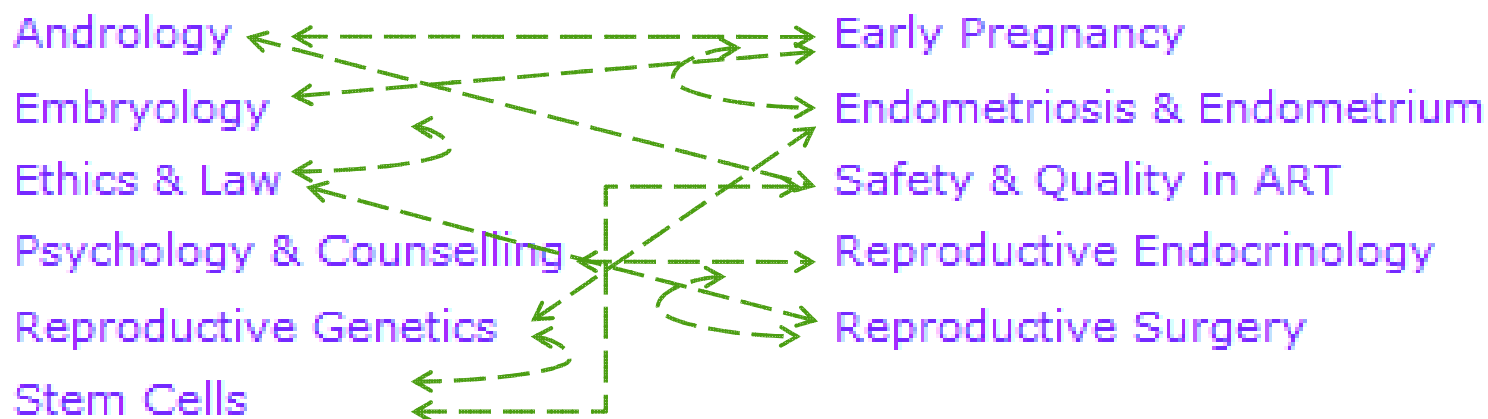 Andrology
Embryology
Ethics & Law
Psychology & Counselling
Reproductive Genetics
Stem Cells
Early Pregnancy
Endometriosis & Endometrium
Safety & Quality in ART
Reproductive Endocrinology
Reproductive Surgery